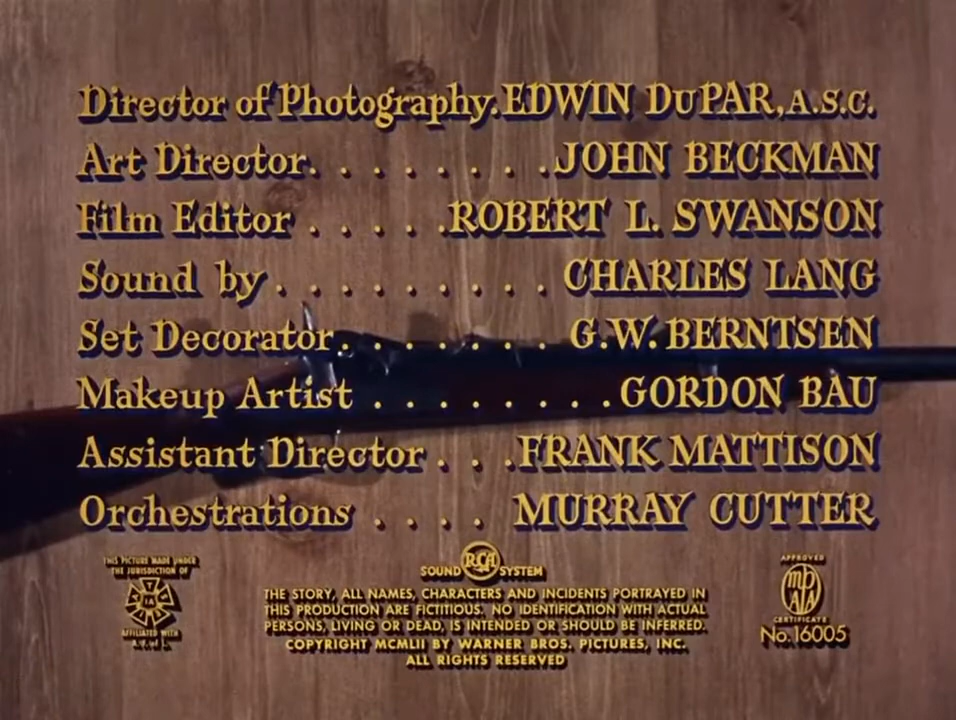 Director of Photography. EDWIN DuPAR, A.S.C.
Art Director. . . . . . . . . JOHN BECKMAN
Film Editor . . . . . ROBERT L. SWANSON
Sound by . . . . . . . . . . CHARLES LANG
Set Decorator. . . . . . . G.W. BERNTSEN
Makeup Artist . . . . . . . . . GORDON BAU
Assistant Director . . . FRANK MATTISON
Orchestrations . . . . MURRAY CUTTER
THIS PICTURE MADE UNDER
THE JURISDICTION OF
IATSE
AFFILIATED WITH
A.F. of L.
SOUND RCA SYSTEM
THE STORY, ALL NAMES, CHARACTERS AND INCIDENTS PORTRAYED IN
THIS PRODUCTION ARE FICTITIOUS. NO IDENTIFICATION WITH ACTUAL
PERSONS, LIVING OR DEAD, IS INTENDED OR SHOULD BE INFERRED.
COPYRIGHT MCMLII BY WARNER BROS. PICTURES, INC.
ALL RIGHTS RESERVED
APPROVED
MPAA
CERTIFICATE
No. 16005